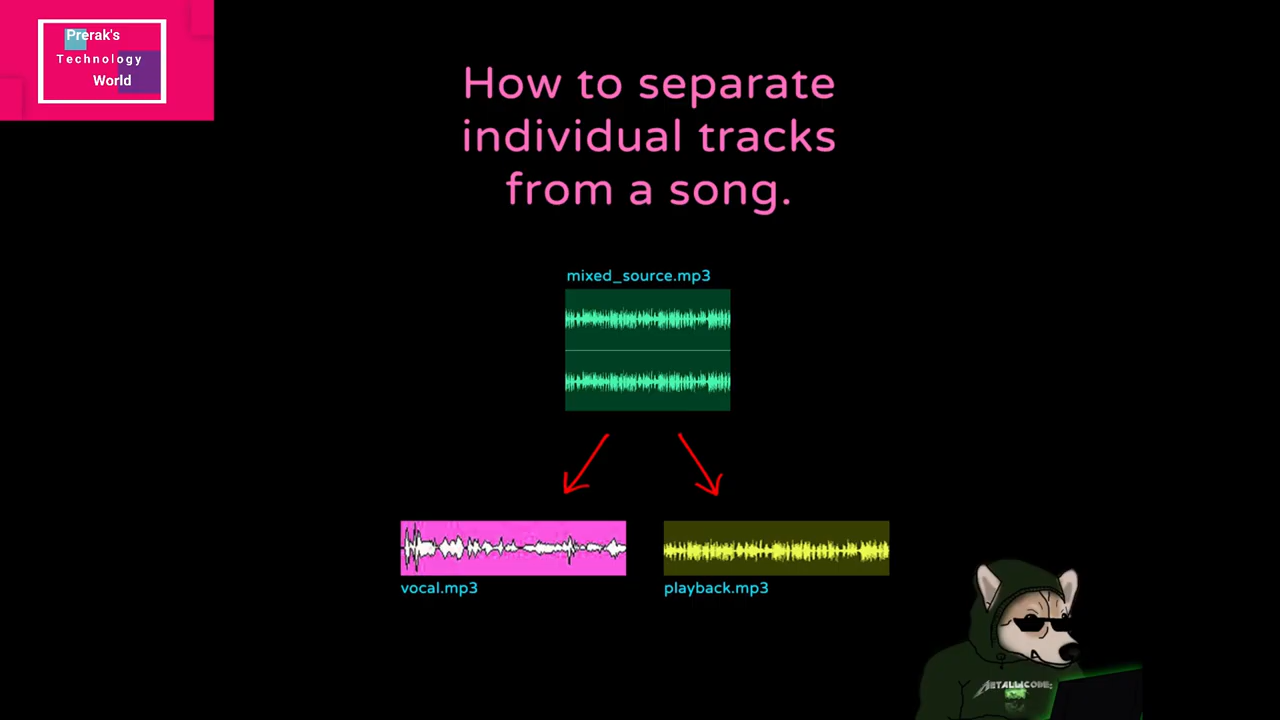 Prerak's
Technology
World
How to separate
individual tracks
from a song.
mixed_source.mp3
vocal.mp3
playback.mp3